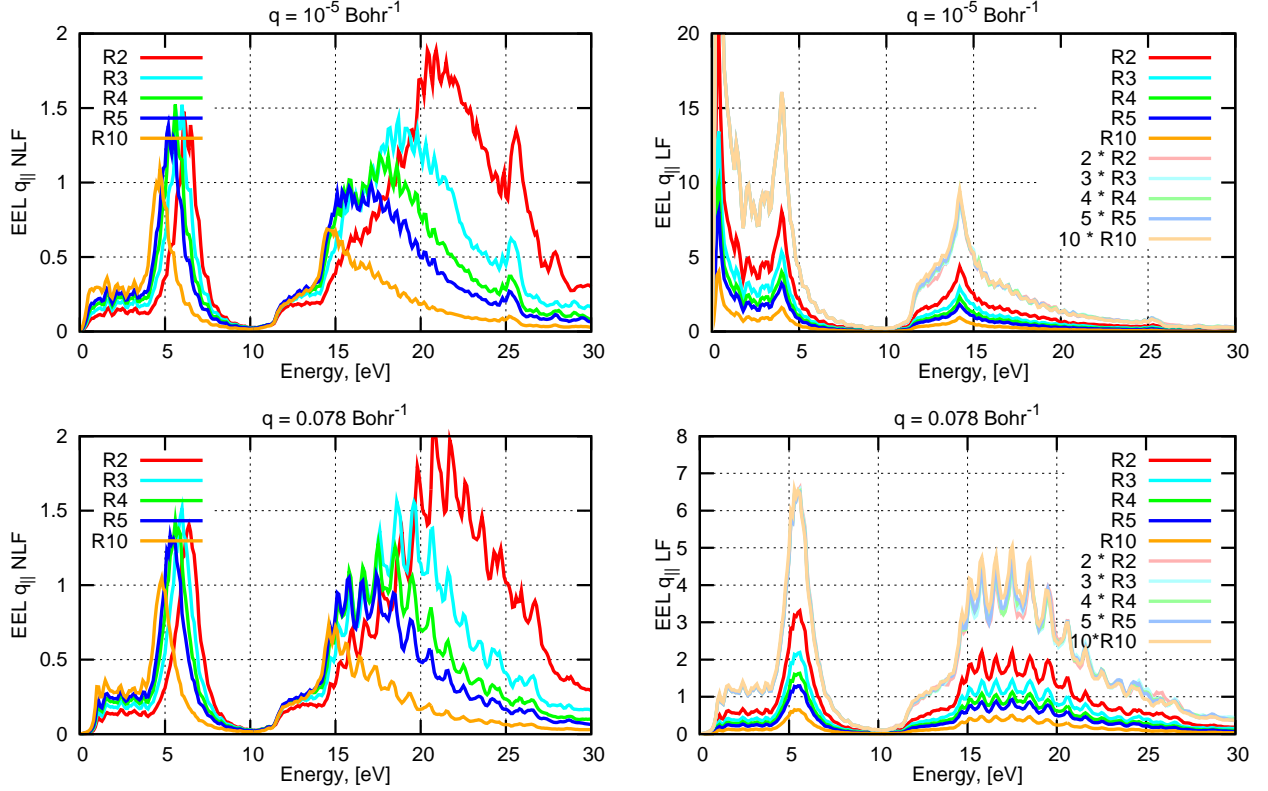 q = 10⁻⁵ Bohr⁻¹
EEL q|| NLF
2
1.5
1
0.5
0
R2
R3
R4
R5
R10
0 5 10 15 20 25 30
Energy, [eV]
q = 10⁻⁵ Bohr⁻¹
EEL q|| LF
20
15
10
5
0
R2
R3
R4
R5
R10
2 * R2
3 * R3
4 * R4
5 * R5
10 * R10
0 5 10 15 20 25 30
Energy, [eV]
q = 0.078 Bohr⁻¹
EEL q|| NLF
2
1.5
1
0.5
0
R2
R3
R4
R5
R10
0 5 10 15 20 25 30
Energy, [eV]
q = 0.078 Bohr⁻¹
EEL q|| LF
8
7
6
5
4
3
2
1
0
R2
R3
R4
R5
R10
2 * R2
3 * R3
4 * R4
5 * R5
10*R10
0 5 10 15 20 25 30
Energy, [eV]